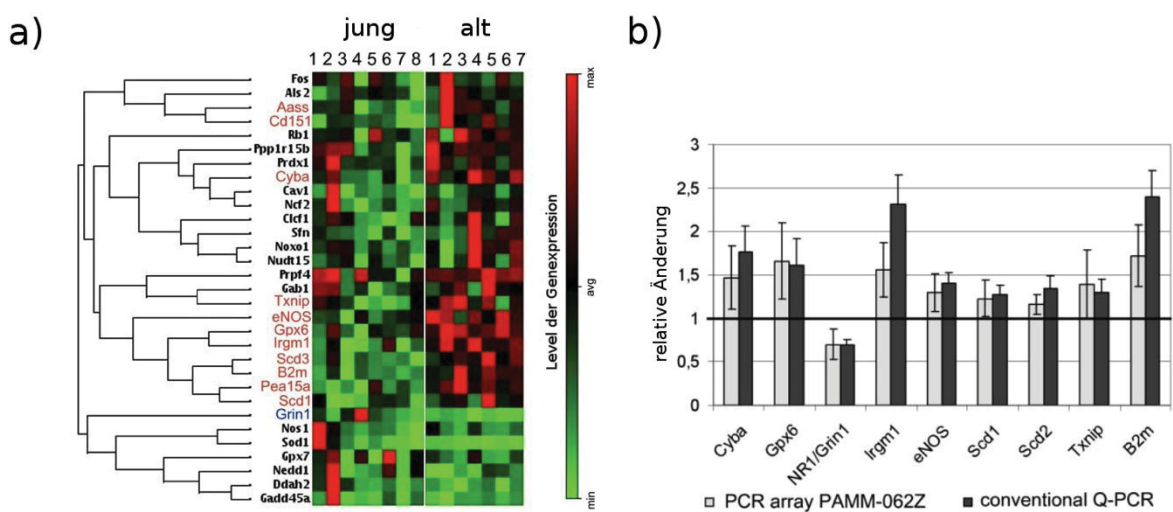 a)
jung alt
1 2 3 4 5 6 7 8 1 2 3 4 5 6 7
Fos
Als2
Aass
Cd151
Rb1
Ppp1r15b
Prdx1
Cyba
Cav1
Ncf2
Clcf1
Sfn
Noxo1
Nudt15
Prpf4
Gab1
Txnip
eNOS
Gpx6
Irgm1
Scd3
B2m
Pea15a
Scd1
Grin1
Nos1
Sod1
Gpx7
Nedd1
Ddah2
Gadd45a
max
avg
min
Level der Genexpression
b)
relative Änderung
3
2,5
2
1,5
1
0,5
0
Cyba
Gpx6
NR1/Grin1
Irgm1
eNOS
Scd1
Scd2
Txnip
B2m
PCR array PAMM-062Z conventional Q-PCR